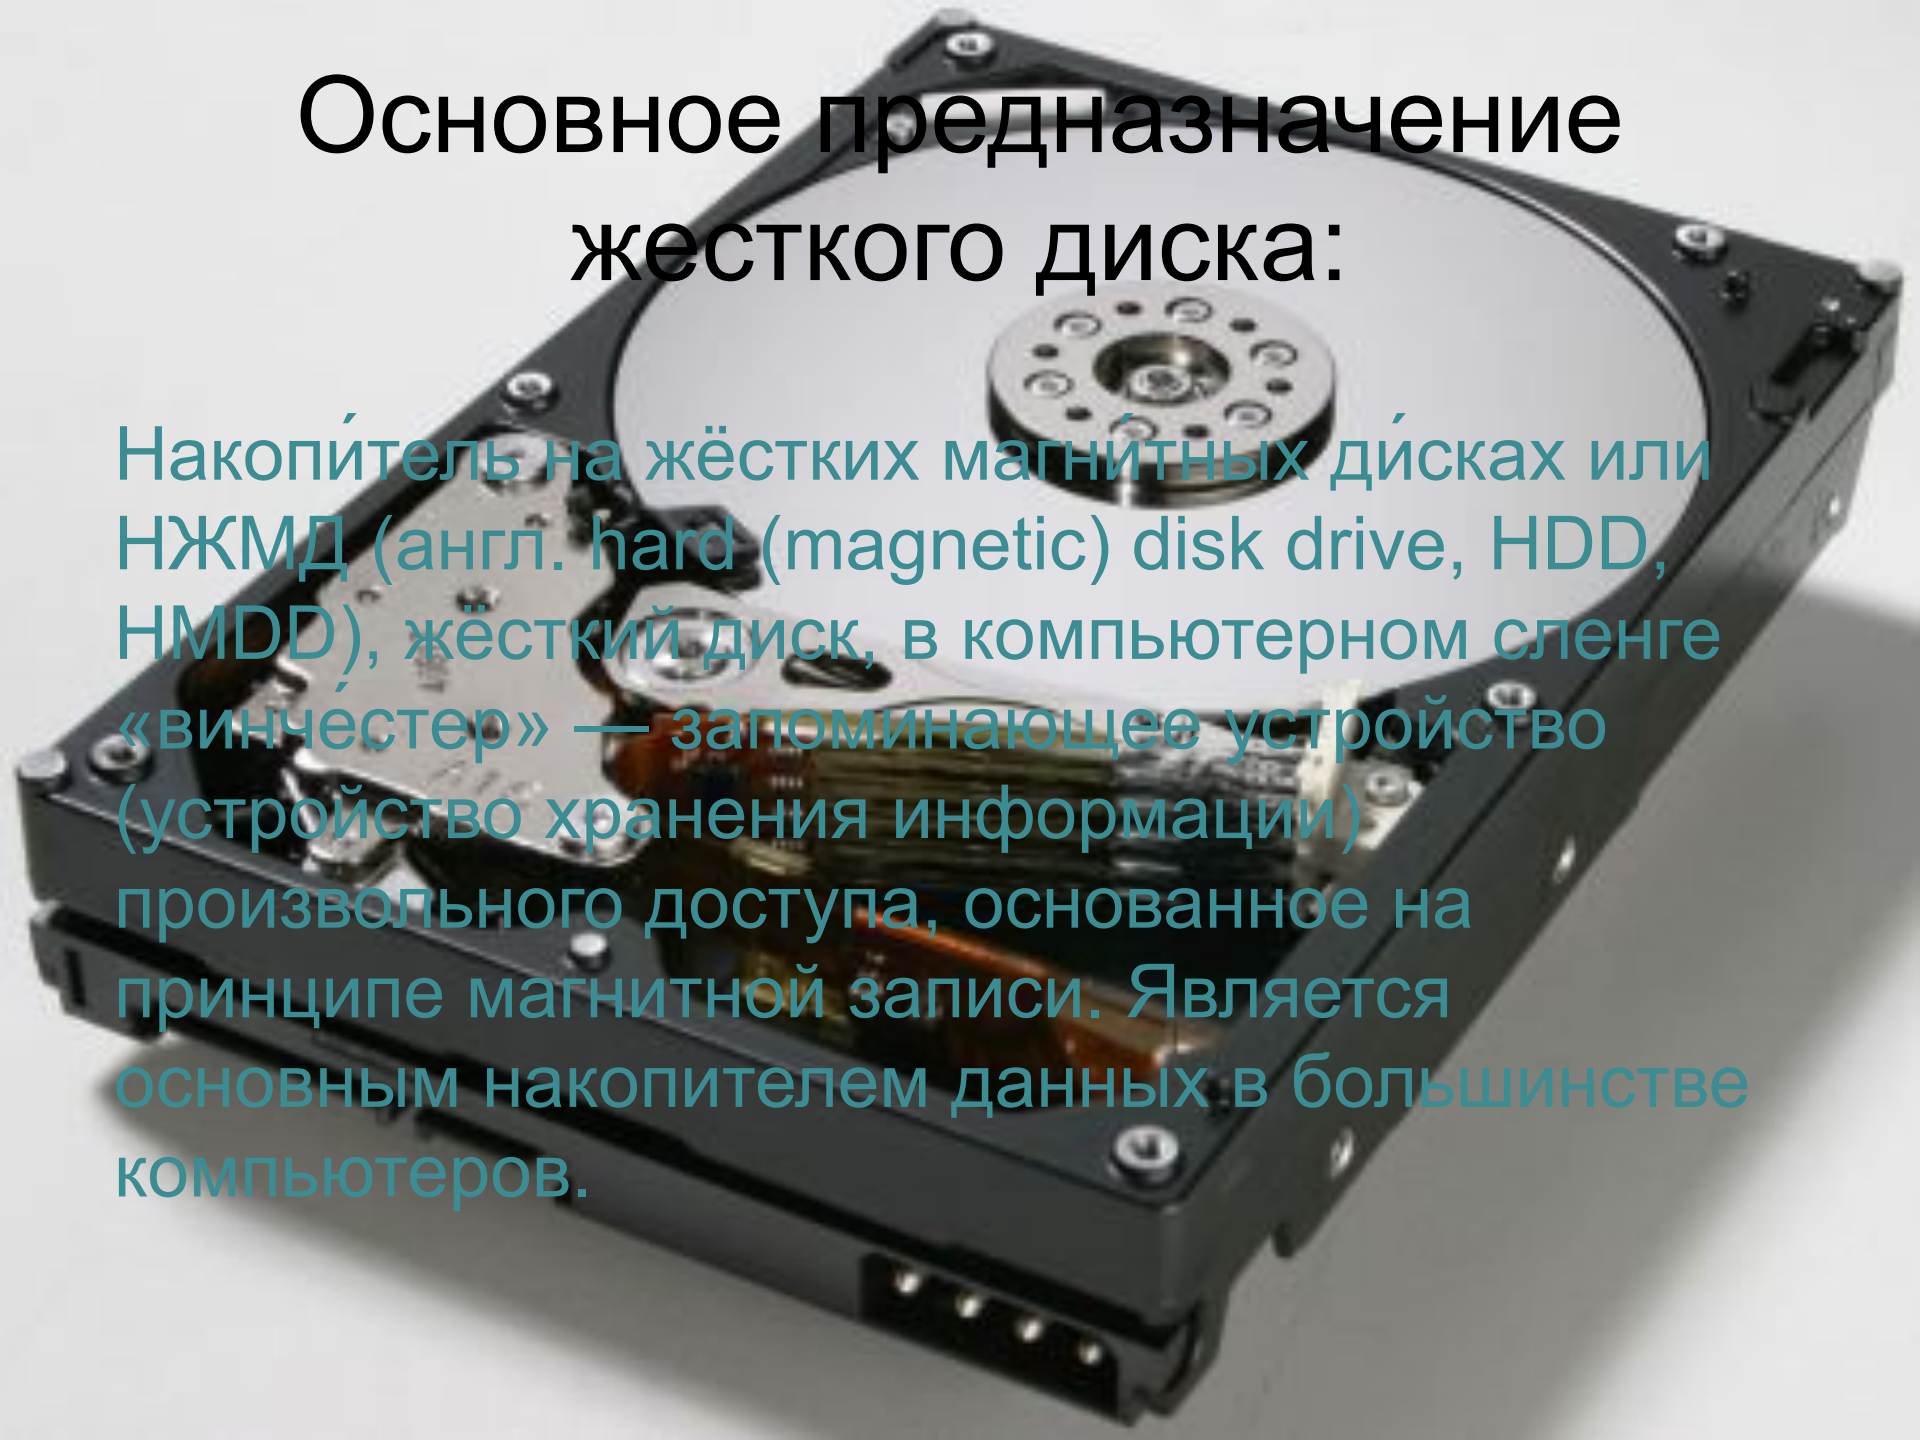 Основное предназначение
жесткого диска:
Накопи́тель на жёстких магни́тных ди́сках или
НЖМД (англ. hard (magnetic) disk drive, HDD,
HMDD), жёсткий диск, в компьютерном сленге
«винче́стер» — запоминающее устройство
(устройство хранения информации)
произвольного доступа, основанное на
принципе магнитной записи. Является
основным накопителем данных в большинстве
компьютеров.